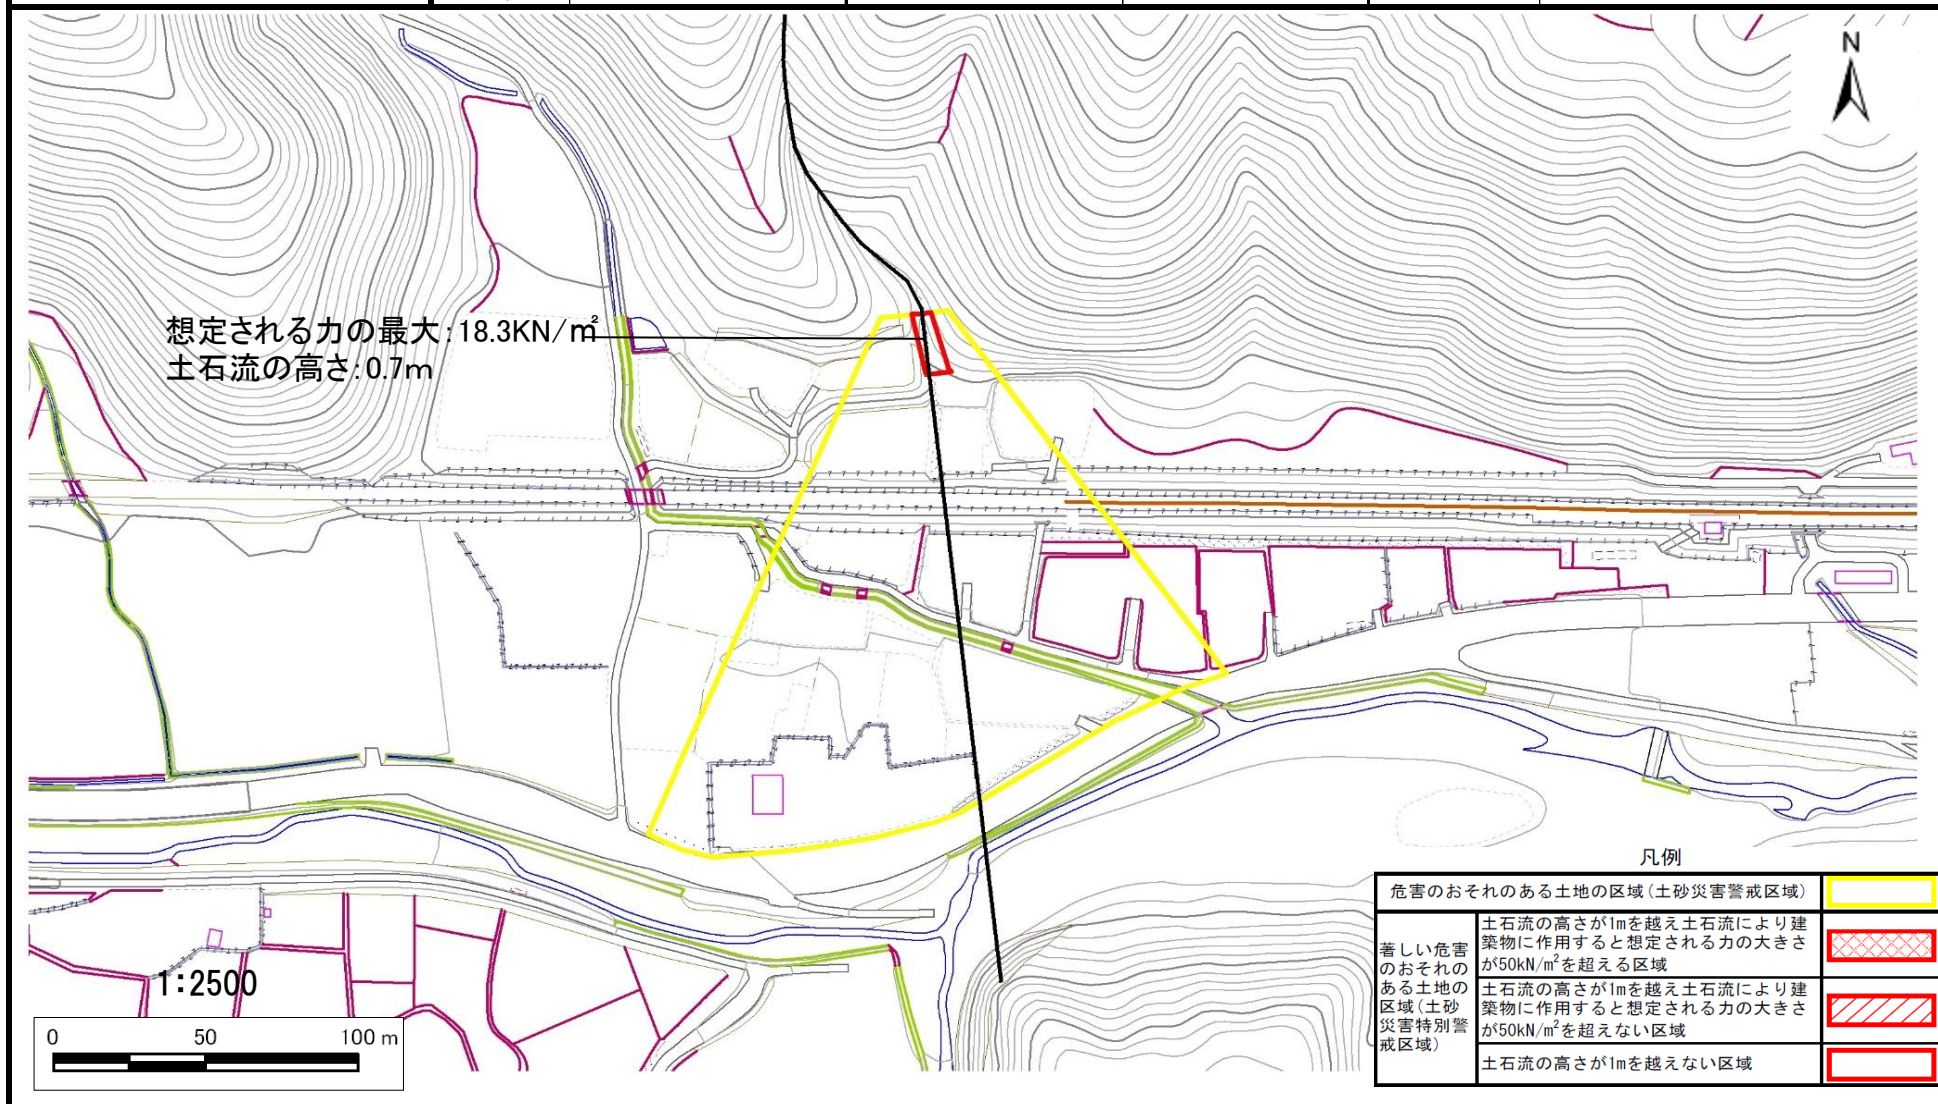 N
想定される力の最大:18.3KN/㎡
土石流の高さ:0.7m
1:2500
0 50 100 m
凡例
危害のおそれのある土地の区域(土砂災害警戒区域)
著しい危害
のおそれの
ある土地の
区域(土砂
災害特別警
戒区域)
土石流の高さが1mを越え土石流により建
築物に作用すると想定される力の大きさ
が50kN/m²を超える区域
土石流の高さが1mを越え土石流により建
築物に作用すると想定される力の大きさ
が50kN/m²を超えない区域
土石流の高さが1mを越えない区域